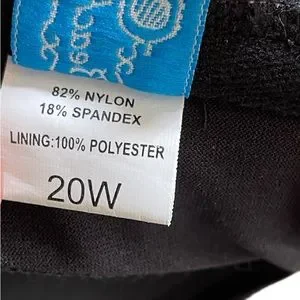 82% NYLON
18% SPANDEX
LINING:100% POLYESTER
20W